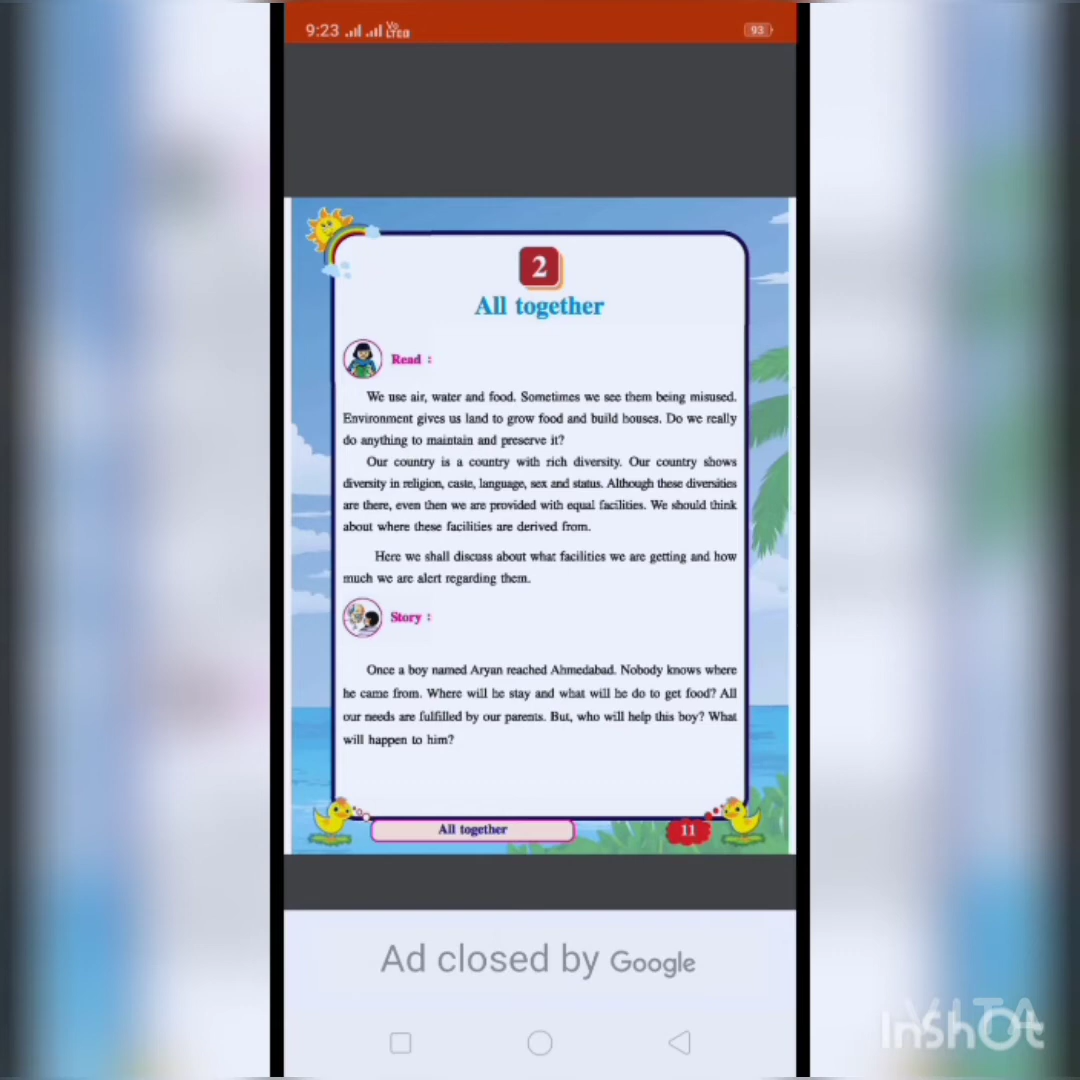 9:23 Vo LTE
93
2
All together
Read :
We use air, water and food. Sometimes we see them being misused.
Environment gives us land to grow food and build houses. Do we really
do anything to maintain and preserve it?
Our country is a country with rich diversity. Our country shows
diversity in religion, caste, language, sex and status. Although these diversities
are there, even then we are provided with equal facilities. We should think
about where these facilities are derived from.
Here we shall discuss about what facilities we are getting and how
much we are alert regarding them.
Story :
Once a boy named Aryan reached Ahmedabad. Nobody knows where
he came from. Where will he stay and what will he do to get food? All
our needs are fulfilled by our parents. But, who will help this boy? What
will happen to him?
All together
11
Ad closed by Google
VITA
InShOt